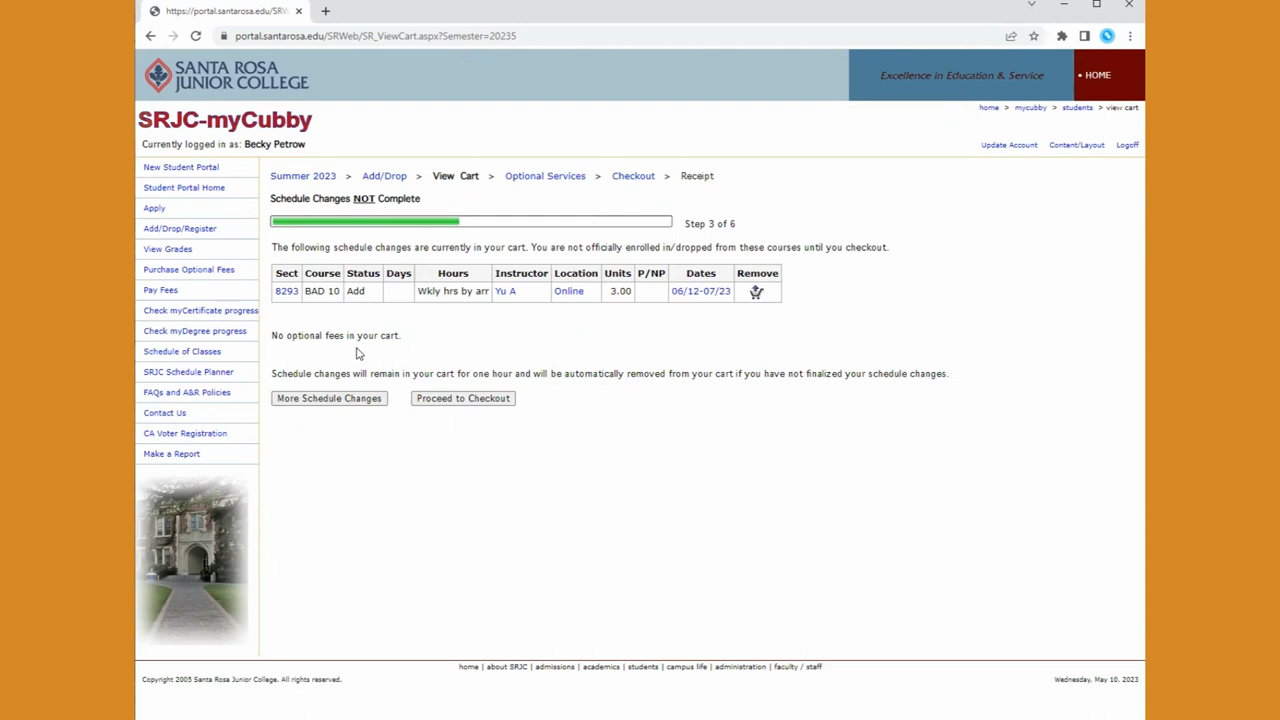 https://portal.santarosa.edu/SRW
portal.santarosa.edu/SRWeb/SR_ViewCart.aspx?Semester=20235
SANTA ROSA
JUNIOR COLLEGE
Excellence in Education & Service
• HOME
home > mycubby > students > view cart
SRJC-myCubby
Currently logged in as: Becky Petrow
Update Account
Content/Layout
Logoff
New Student Portal
Student Portal Home
Apply
Add/Drop/Register
View Grades
Purchase Optional Fees
Pay Fees
Check myCertificate progress
Check myDegree progress
Schedule of Classes
SRJC Schedule Planner
FAQs and A&R Policies
Contact Us
CA Voter Registration
Make a Report
Summer 2023 > Add/Drop > View Cart > Optional Services > Checkout > Receipt
Schedule Changes NOT Complete
Step 3 of 6
The following schedule changes are currently in your cart. You are not officially enrolled in/dropped from these courses until you checkout.
Sect Course Status Days Hours Instructor Location Units P/NP Dates Remove
8293 BAD 10 Add Wkly hrs by arr Yu A Online 3.00 06/12-07/23
No optional fees in your cart.
Schedule changes will remain in your cart for one hour and will be automatically removed from your cart if you have not finalized your schedule changes.
More Schedule Changes
Proceed to Checkout
home | about SRJC | admissions | academics | students | campus life | administration | faculty / staff
Copyright 2005 Santa Rosa Junior College. All rights reserved.
Wednesday, May 10, 2023